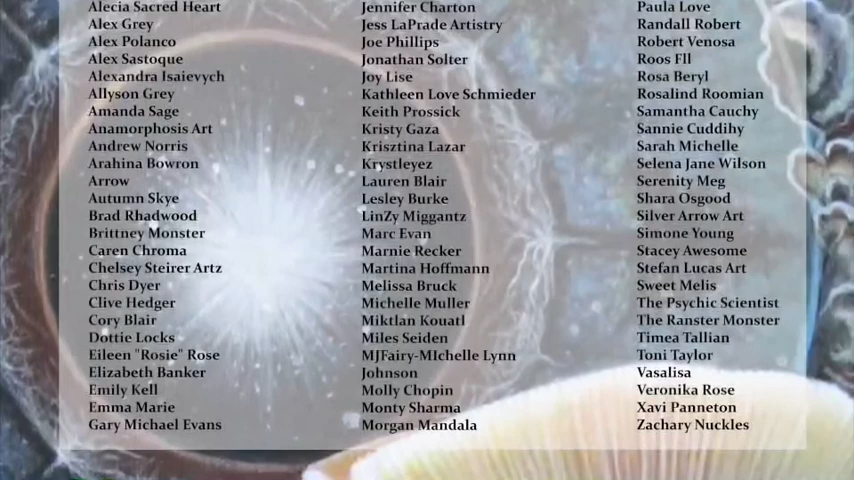 Alecia Sacred Heart
Alex Grey
Alex Polanco
Alex Sastoque
Alexandra Isaievych
Allyson Grey
Amanda Sage
Anamorphosis Art
Andrew Norris
Arahina Bowron
Arrow
Autumn Skye
Brad Rhadwood
Brittney Monster
Caren Chroma
Chelsey Steirer Artz
Chris Dyer
Clive Hedger
Cory Blair
Dottie Locks
Eileen "Rosie" Rose
Elizabeth Banker
Emily Kell
Emma Marie
Gary Michael Evans
Jennifer Charton
Jess LaPrade Artistry
Joe Phillips
Jonathan Solter
Joy Lise
Kathleen Love Schmieder
Keith Prossick
Kristy Gaza
Krisztina Lazar
Krystleyez
Lauren Blair
Lesley Burke
LinZy Miggantz
Marc Evan
Marnie Recker
Martina Hoffmann
Melissa Bruck
Michelle Muller
Miktlan Kouatl
Miles Seiden
MJFairy-MIchelle Lynn
Johnson
Molly Chopin
Monty Sharma
Morgan Mandala
Paula Love
Randall Robert
Robert Venosa
Roos Fll
Rosa Beryl
Rosalind Roomian
Samantha Cauchy
Sannie Cuddihy
Sarah Michelle
Selena Jane Wilson
Serenity Meg
Shara Osgood
Silver Arrow Art
Simone Young
Stacey Awesome
Stefan Lucas Art
Sweet Melis
The Psychic Scientist
The Ranster Monster
Timea Tallian
Toni Taylor
Vasalisa
Veronika Rose
Xavi Panneton
Zachary Nuckles